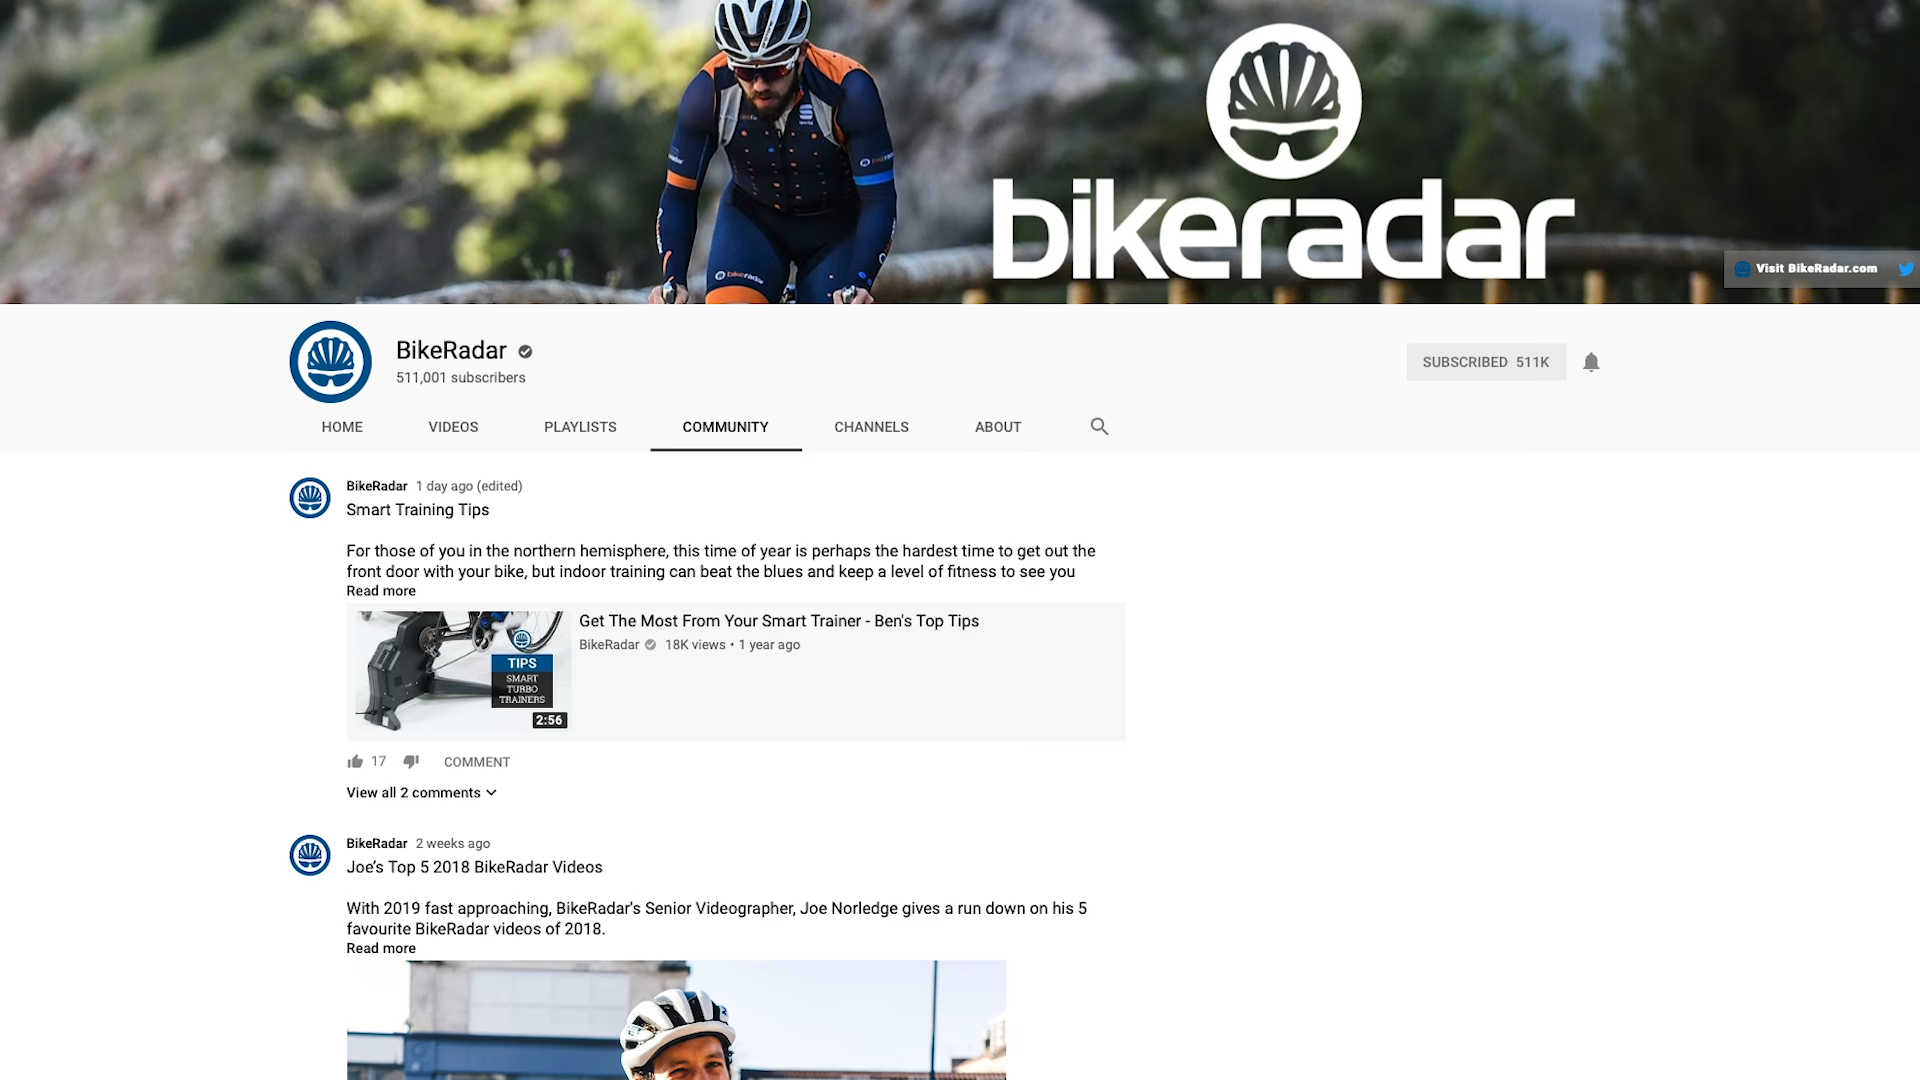 bikeradar
Visit BikeRadar.com
BikeRadar
511,001 subscribers
SUBSCRIBED 511K
HOME VIDEOS PLAYLISTS COMMUNITY CHANNELS ABOUT
BikeRadar 1 day ago (edited)
Smart Training Tips
For those of you in the northern hemisphere, this time of year is perhaps the hardest time to get out the
front door with your bike, but indoor training can beat the blues and keep a level of fitness to see you
Read more
Get The Most From Your Smart Trainer - Ben's Top Tips
BikeRadar 18K views • 1 year ago
TIPS
SMART
TURBO
TRAINERS
2:56
17 COMMENT
View all 2 comments
BikeRadar 2 weeks ago
Joe’s Top 5 2018 BikeRadar Videos
With 2019 fast approaching, BikeRadar's Senior Videographer, Joe Norledge gives a run down on his 5
favourite BikeRadar videos of 2018.
Read more